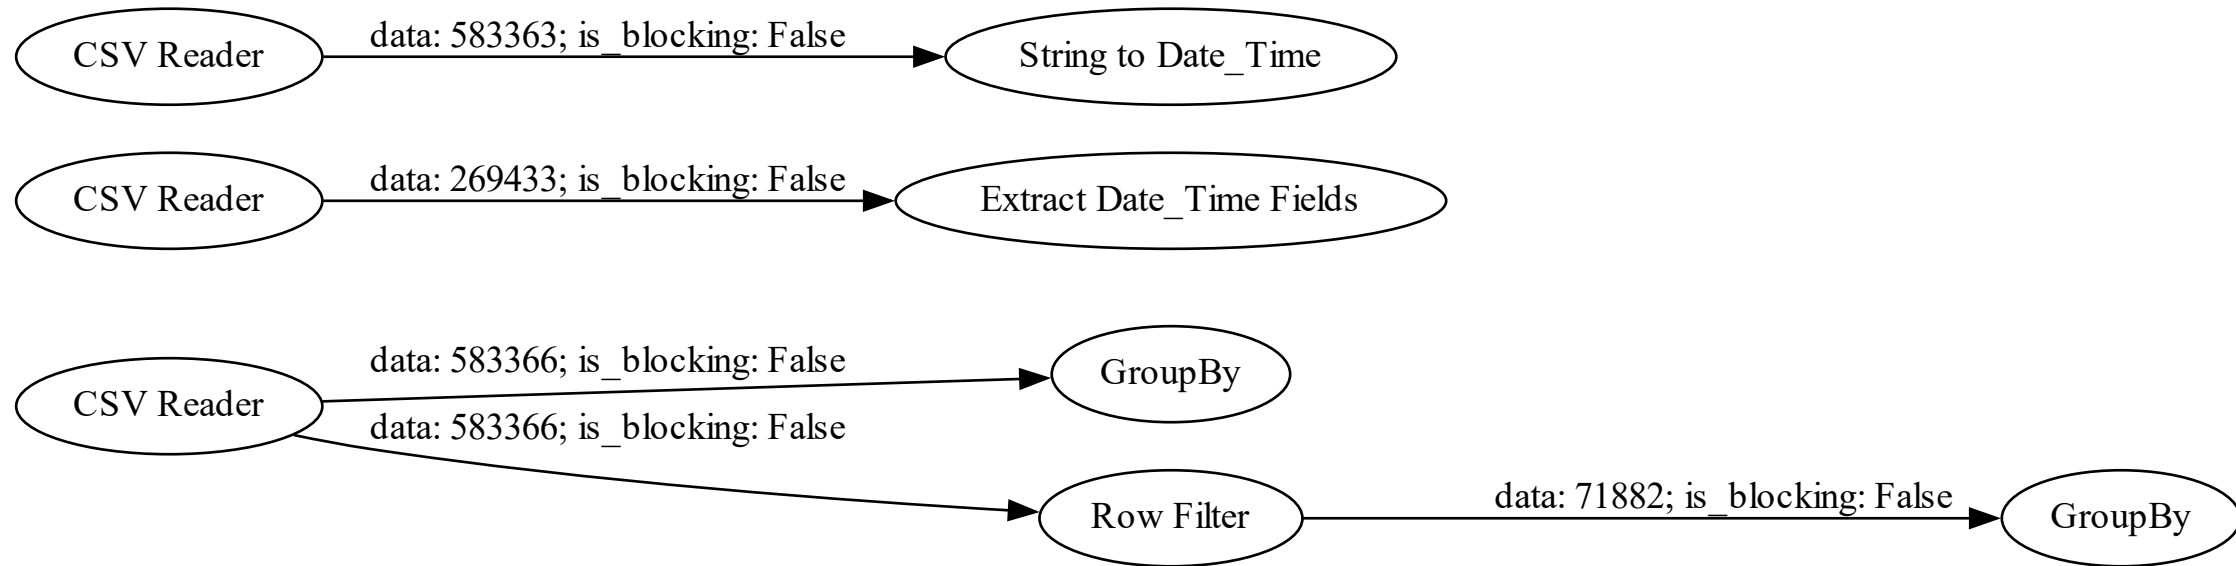 CSV Reader
data: 583363; is_blocking: False
String to Date_Time
CSV Reader
data: 269433; is_blocking: False
Extract Date_Time Fields
CSV Reader
data: 583366; is_blocking: False
GroupBy
data: 583366; is_blocking: False
Row Filter
data: 71882; is_blocking: False
GroupBy